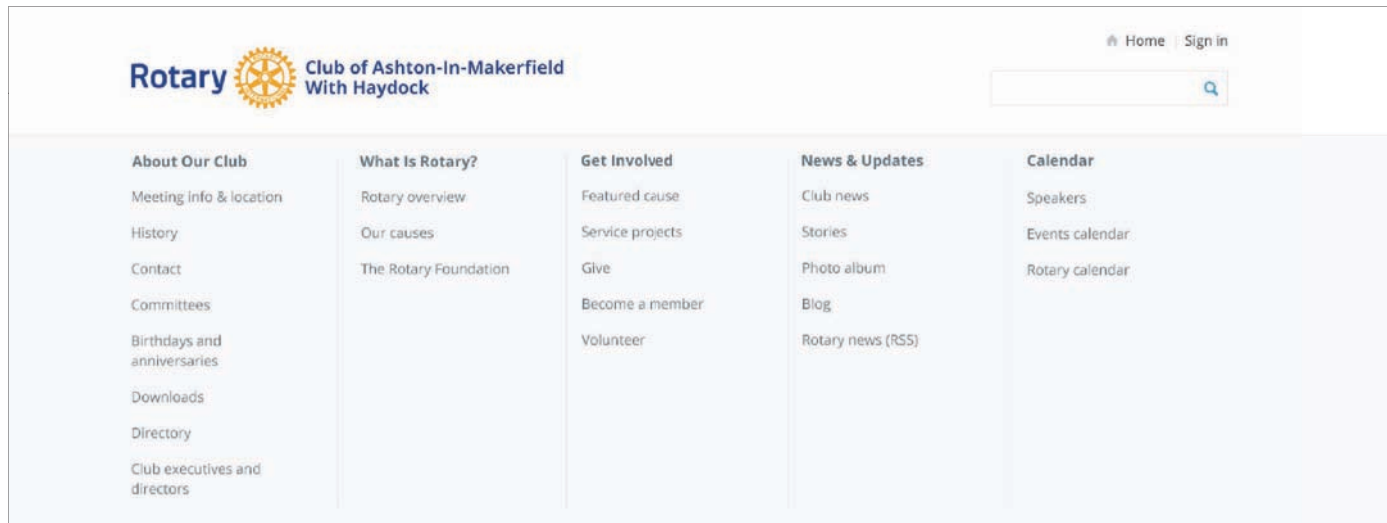 Home Sign in
Rotary
Club of Ashton-In-Makerfield
With Haydock
About Our Club
Meeting info & location
History
Contact
Committees
Birthdays and
anniversaries
Downloads
Directory
Club executives and
directors
What Is Rotary?
Rotary overview
Our causes
The Rotary Foundation
Get Involved
Featured cause
Service projects
Give
Become a member
Volunteer
News & Updates
Club news
Stories
Photo album
Blog
Rotary news (RSS)
Calendar
Speakers
Events calendar
Rotary calendar